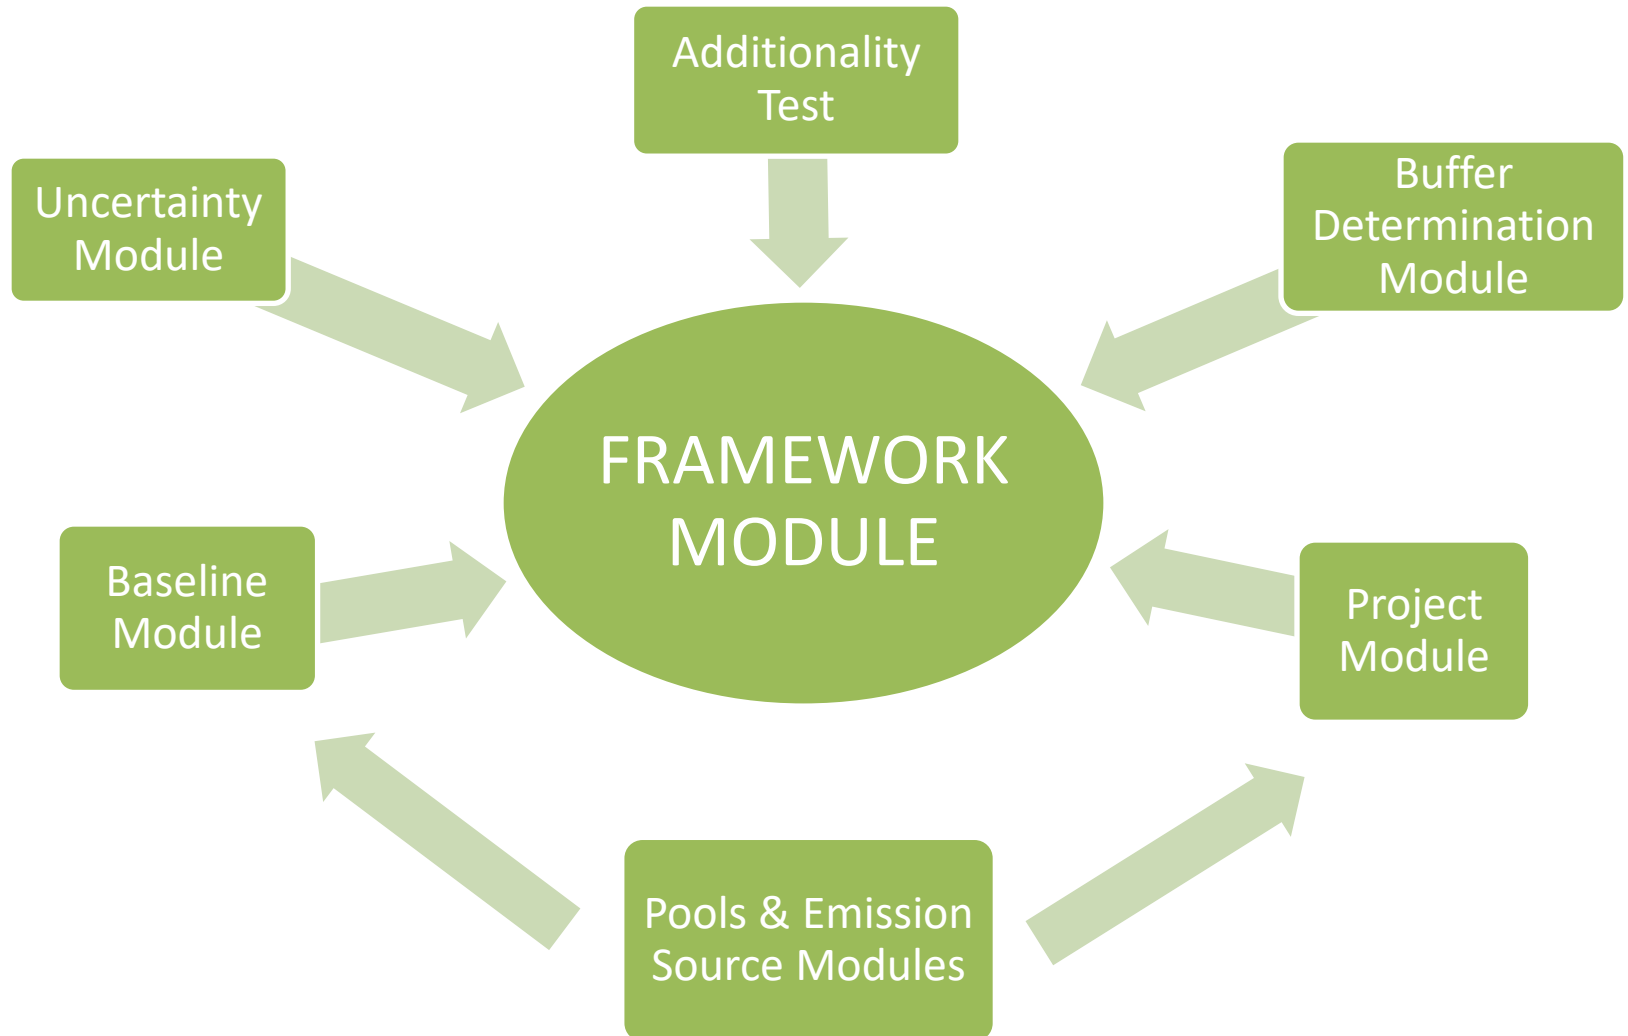 Additionality
Test
Uncertainty
Module
Buffer
Determination
Module
FRAMEWORK
MODULE
Baseline
Module
Project
Module
Pools & Emission
Source Modules